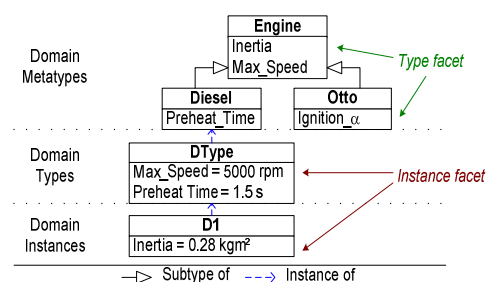 Engine
Inertia
Max_Speed
Domain
Metatypes
Type facet
Diesel
Preheat_Time
Otto
Ignition_α
Domain
Types
DType
Max_Speed = 5000 rpm
Preheat Time = 1.5 s
Instance facet
Domain
Instances
D1
Inertia = 0.28 kgm²
Subtype of
Instance of